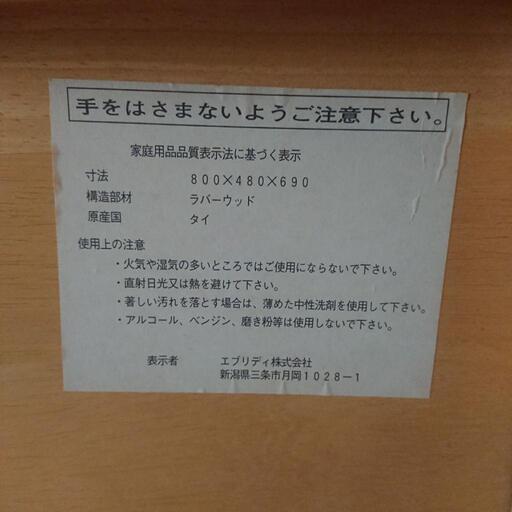 手をはさまないようご注意下さい。
家庭用品品質表示法に基づく表示
寸法 800×480×690
構造部材 ラバーウッド
原産国 タイ
使用上の注意
・火気や湿気の多いところではご使用にならないで下さい。
・直射日光又は熱を避けて下さい。
・著しい汚れを落とす場合は、薄めた中性洗剤を使用して下さい。
・アルコール、ベンジン、磨き粉等は使用しないで下さい。
表示者 エブリディ株式会社
新潟県三条市月岡1028−1